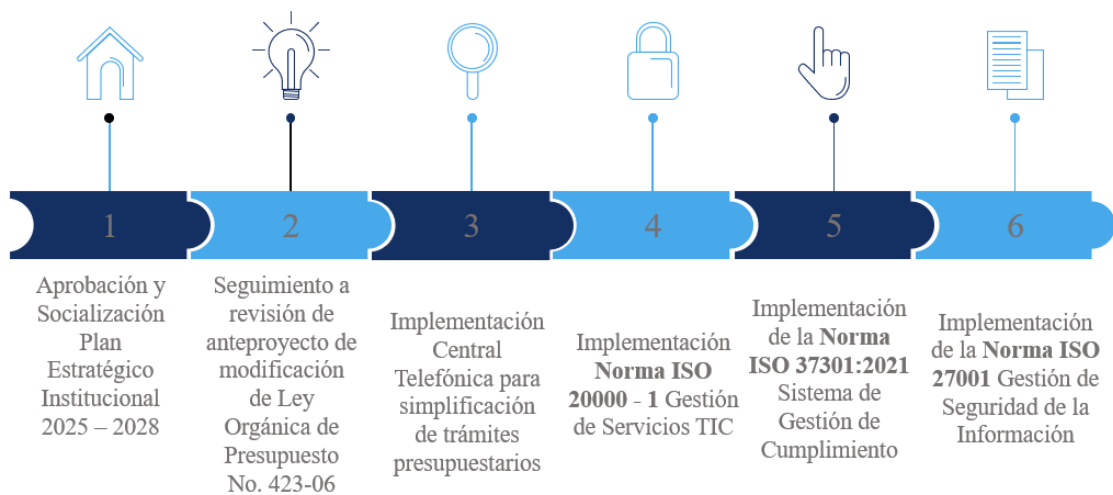 1
Aprobación y
Socialización
Plan
Estratégico
Institucional
2025 – 2028
2
Seguimiento a
revisión de
anteproyecto de
modificación
de Ley
Orgánica de
Presupuesto
No. 423-06
3
Implementación
Central
Telefónica para
simplificación
de trámites
presupuestarios
4
Implementación
Norma ISO
20000 - 1 Gestión
de Servicios TIC
5
Implementación
de la Norma
ISO 37301:2021
Sistema de
Gestión de
Cumplimiento
6
Implementación
de la Norma ISO
27001 Gestión de
Seguridad de la
Información